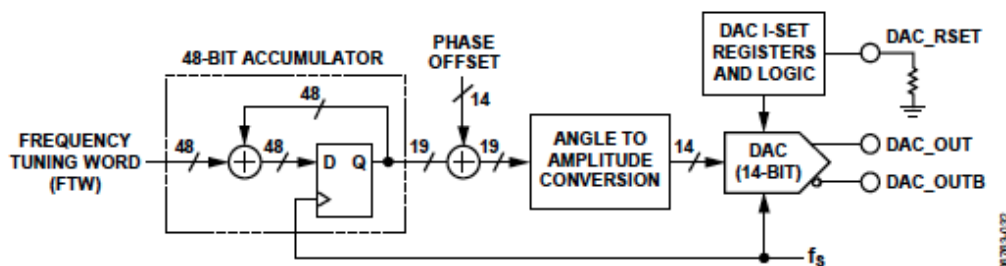 48-BIT ACCUMULATOR
PHASE
OFFSET
DAC I-SET
REGISTERS
AND LOGIC
DAC_RSET
48
14
FREQUENCY
TUNING WORD
(FTW)
48
48
D Q
19
19
ANGLE TO
AMPLITUDE
CONVERSION
14
DAC
(14-BIT)
DAC_OUT
DAC_OUTB
fs